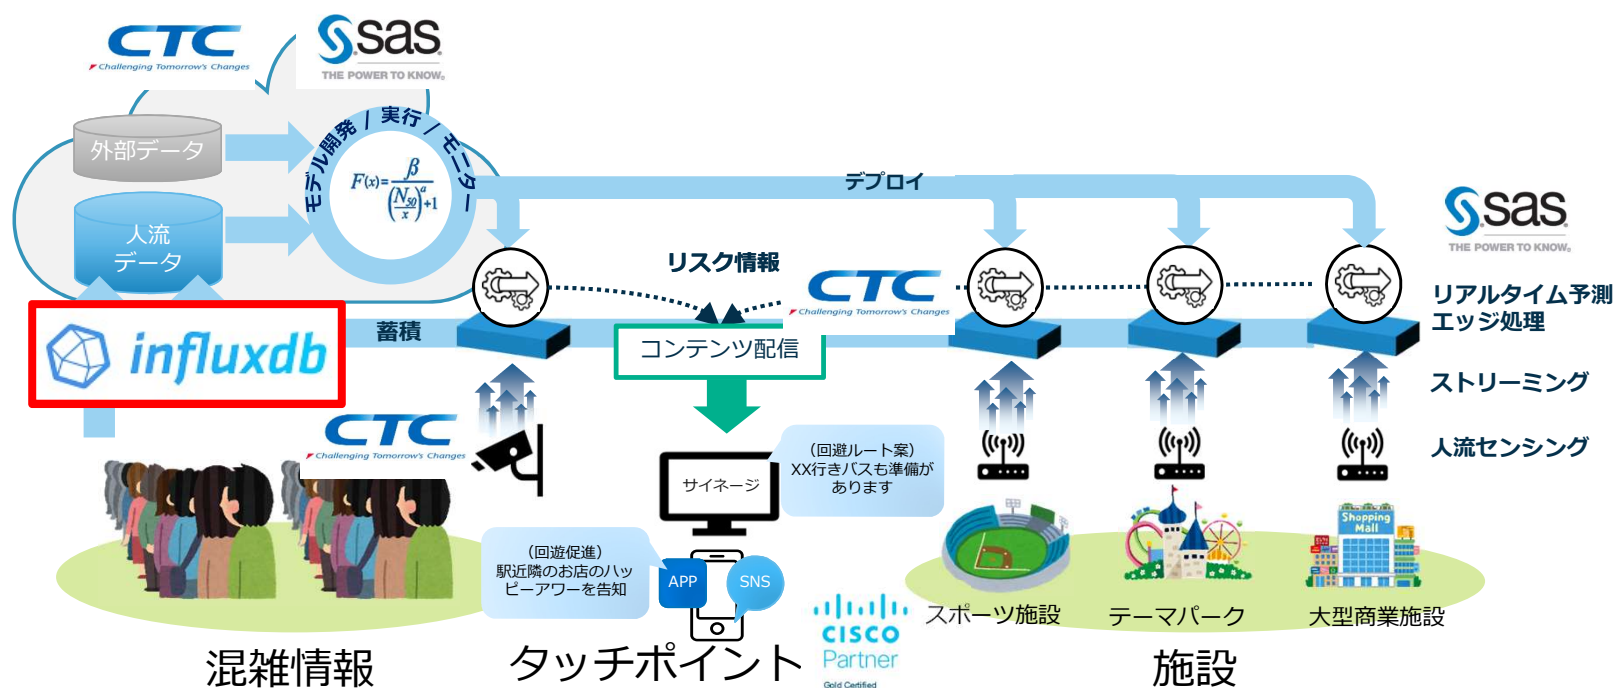 CTC
Challenging Tomorrow's Changes
sas
THE POWER TO KNOW®
外部データ
人流
データ
モデル開発 / 実行 / モニター
F(x)=β/((N50/x)^a+1)
デプロイ
sas
THE POWER TO KNOW®
リスク情報
CTC
Challenging Tomorrow's Changes
リアルタイム予測
エッジ処理
influxdb
蓄積
コンテンツ配信
ストリーミング
CTC
Challenging Tomorrow's Changes
人流センシング
サイネージ
（回避ルート案）
XX行きバスも準備が
あります
（回遊促進）
駅近隣のお店のハッ
ピーアワーを告知
APP
SNS
Shopping
Mall
スポーツ施設
テーマパーク
大型商業施設
混雑情報
タッチポイント
CISCO
Partner
Gold Certified
施設